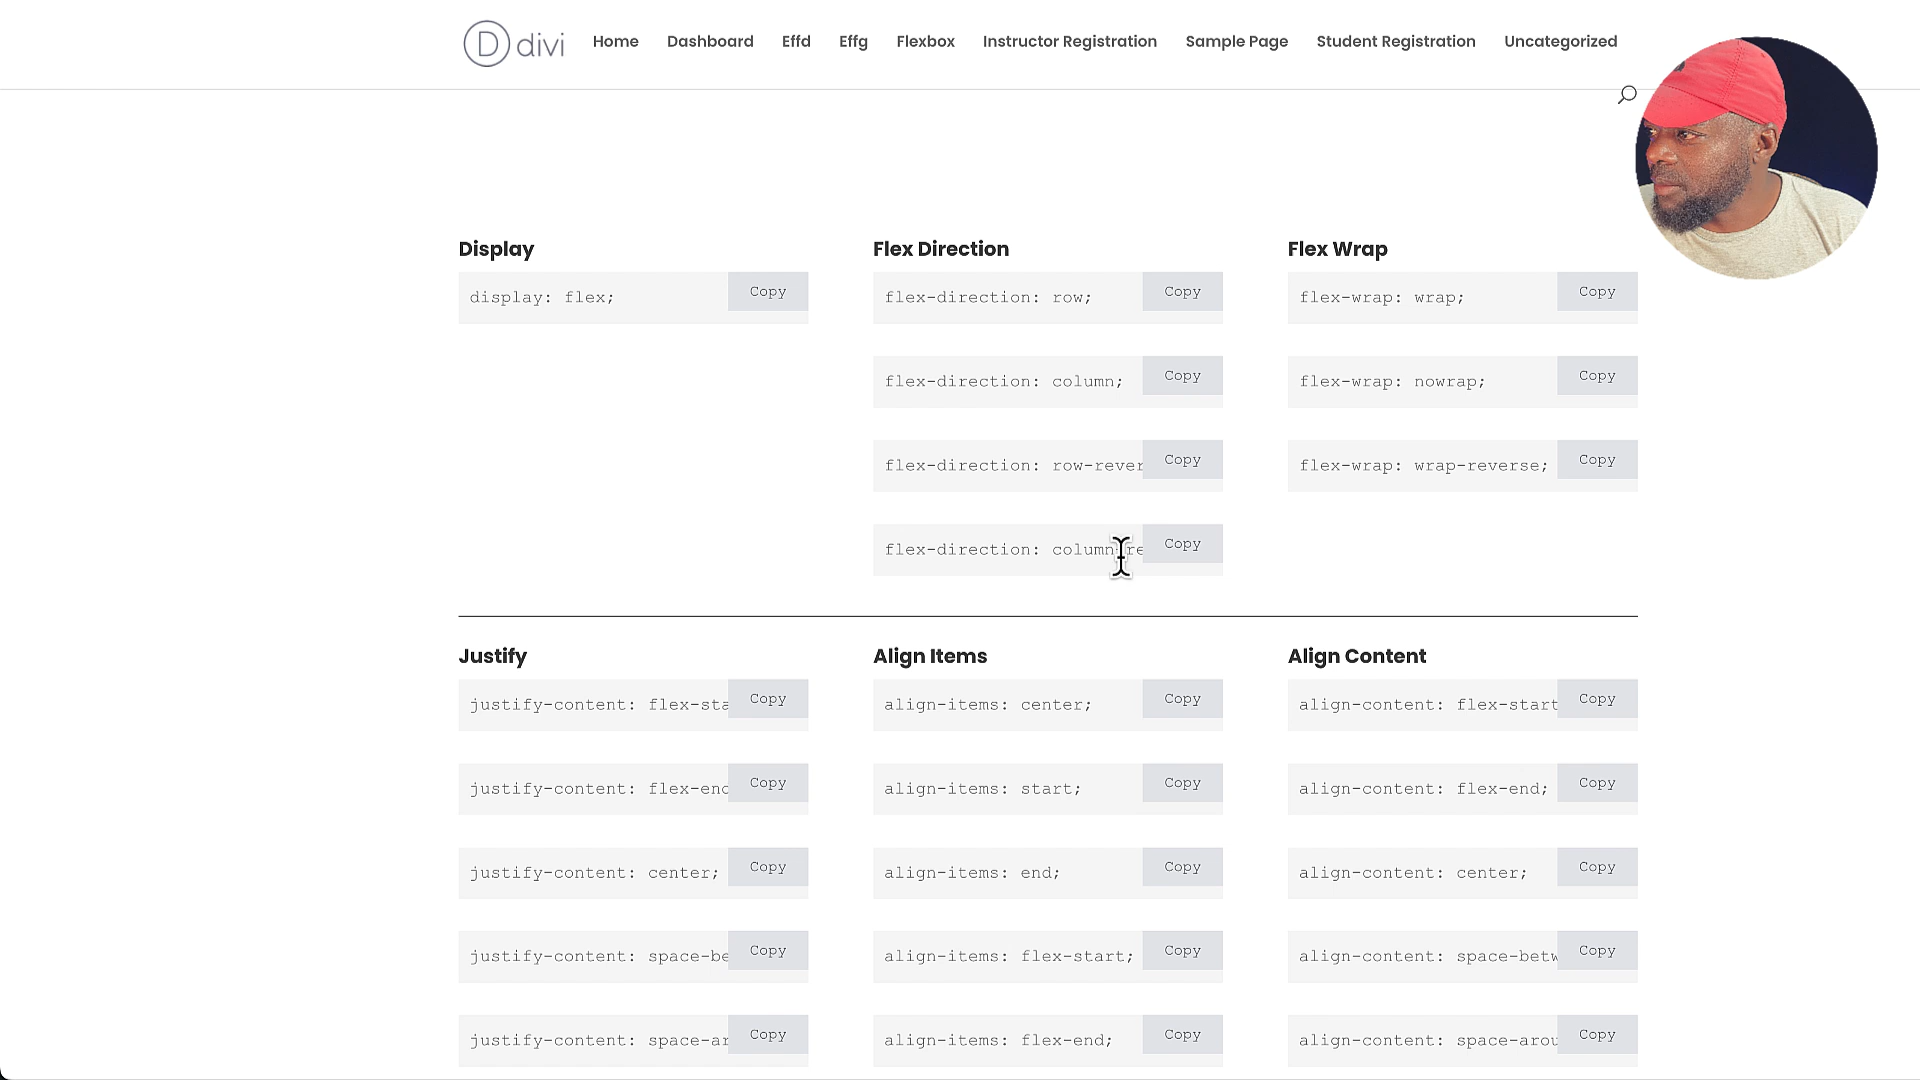 D divi Home Dashboard Effd Effg Flexbox Instructor Registration Sample Page Student Registration Uncategorized
Display
display: flex; Copy
Flex Direction
flex-direction: row; Copy
flex-direction: column; Copy
flex-direction: row-rever Copy
flex-direction: column-re Copy
Flex Wrap
flex-wrap: wrap; Copy
flex-wrap: nowrap; Copy
flex-wrap: wrap-reverse; Copy
Justify
justify-content: flex-sta Copy
justify-content: flex-end Copy
justify-content: center; Copy
justify-content: space-be Copy
justify-content: space-ar Copy
Align Items
align-items: center; Copy
align-items: start; Copy
align-items: end; Copy
align-items: flex-start; Copy
align-items: flex-end; Copy
Align Content
align-content: flex-start Copy
align-content: flex-end; Copy
align-content: center; Copy
align-content: space-betw Copy
align-content: space-arou Copy